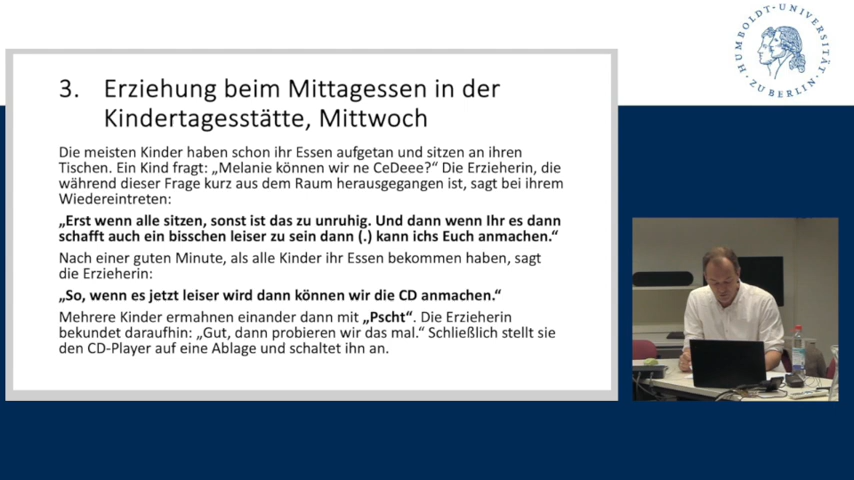 HUMBOLDT-UNIVERSITÄT
ZU BERLIN
3. Erziehung beim Mittagessen in der
Kindertagesstätte, Mittwoch
Die meisten Kinder haben schon ihr Essen aufgetan und sitzen an ihren
Tischen. Ein Kind fragt: „Melanie können wir ne CeDeee?“ Die Erzieherin, die
während dieser Frage kurz aus dem Raum herausgegangen ist, sagt bei ihrem
Wiedereintreten:
„Erst wenn alle sitzen, sonst ist das zu unruhig. Und dann wenn Ihr es dann
schafft auch ein bisschen leiser zu sein dann (.) kann ichs Euch anmachen.“
Nach einer guten Minute, als alle Kinder ihr Essen bekommen haben, sagt
die Erzieherin:
„So, wenn es jetzt leiser wird dann können wir die CD anmachen.“
Mehrere Kinder ermahnen einander dann mit „Pscht“. Die Erzieherin
bekundet daraufhin: „Gut, dann probieren wir das mal.“ Schließlich stellt sie
den CD-Player auf eine Ablage und schaltet ihn an.